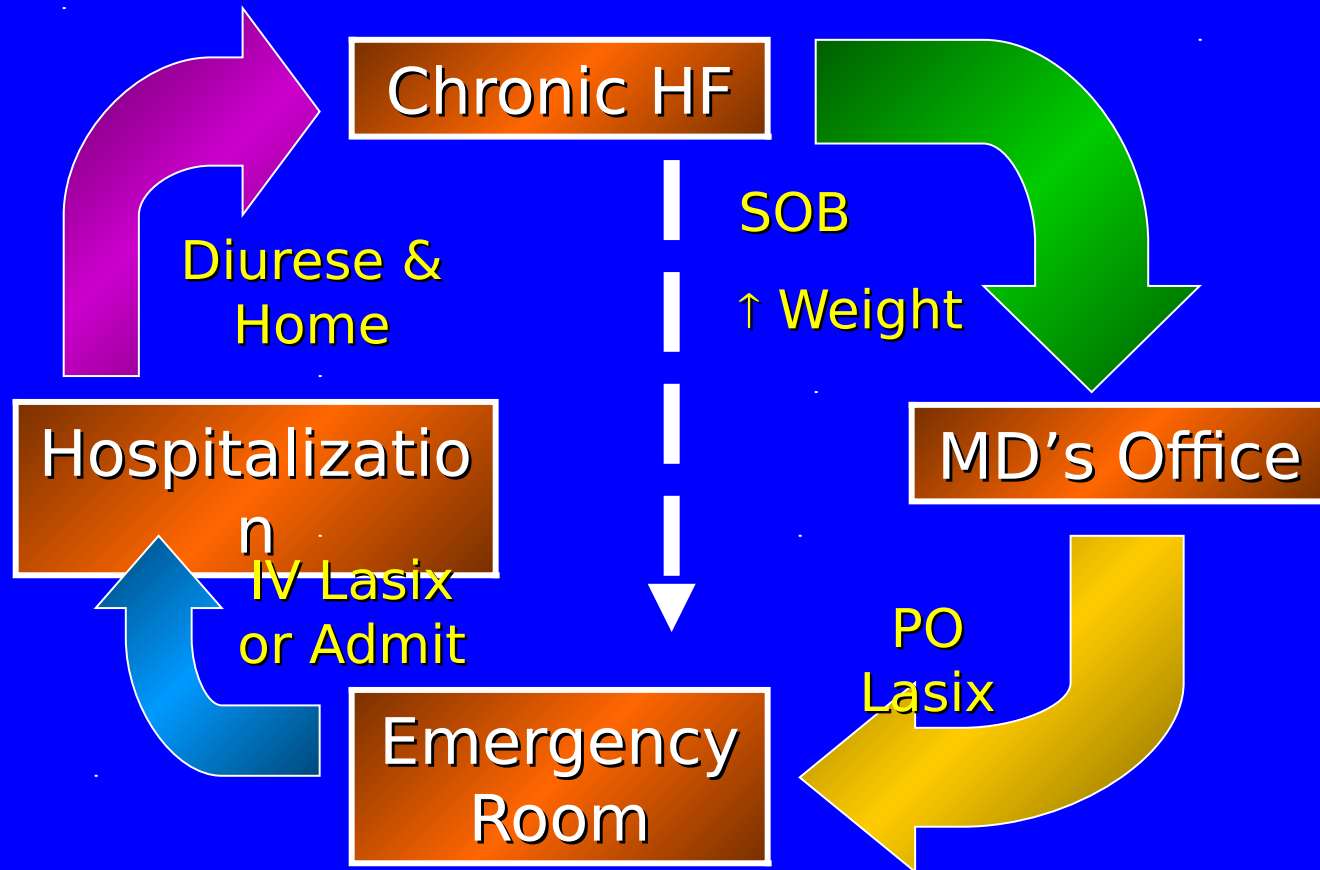 Chronic HF
SOB
↑ Weight
Diurese &
Home
Hospitalizatio
n
MD’s Office
IV Lasix
or Admit
PO
Lasix
Emergency
Room